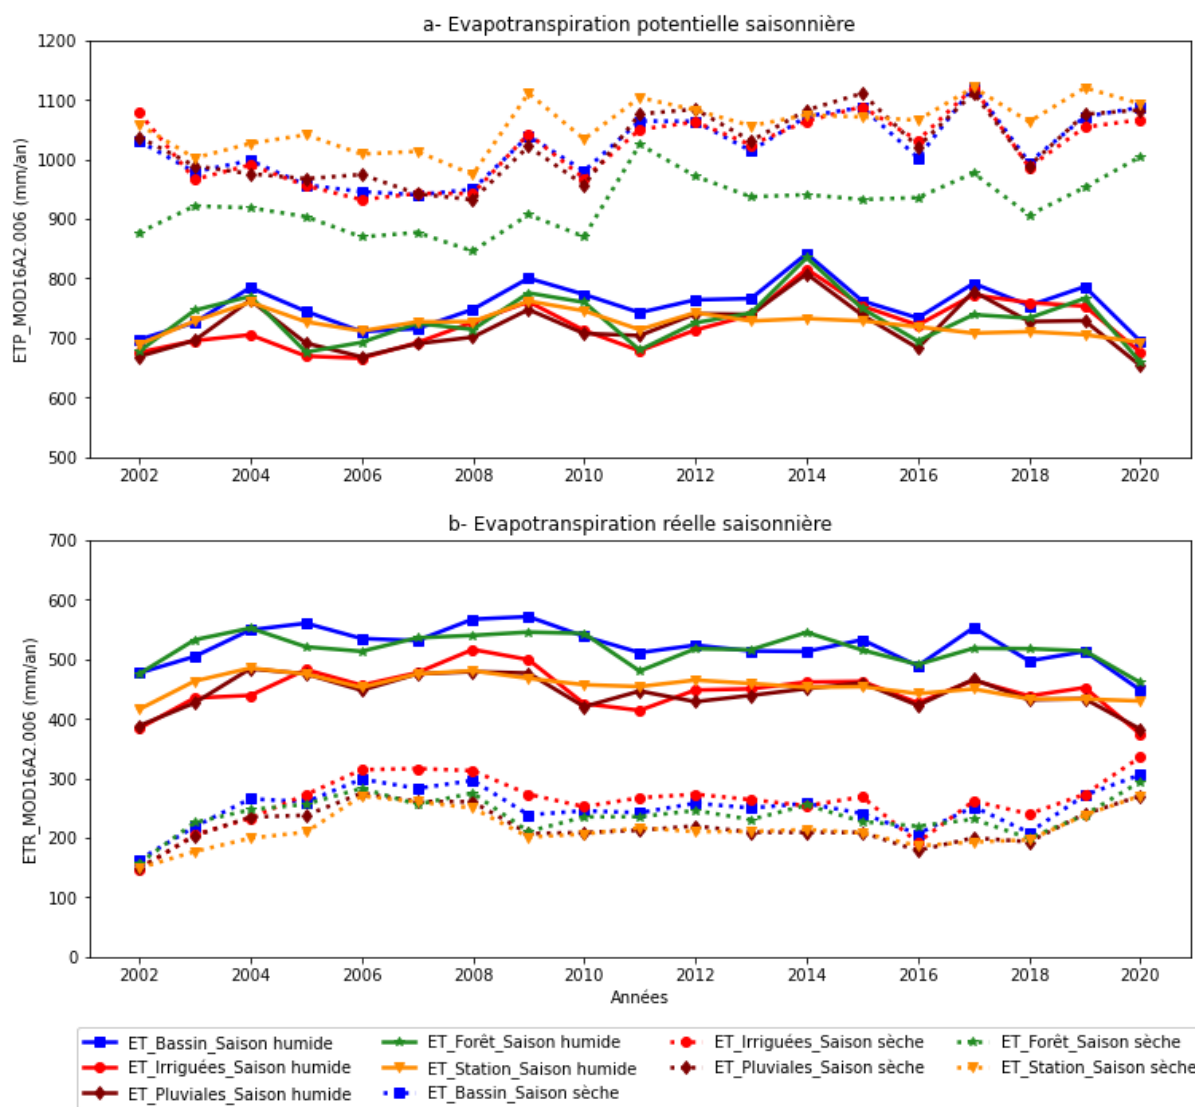 a- Evapotranspiration potentielle saisonnière
ETP_MOD16A2.006 (mm/an)
1200
1100
1000
900
800
700
600
500
2002 2004 2006 2008 2010 2012 2014 2016 2018 2020
b- Evapotranspiration réelle saisonnière
ETR_MOD16A2.006 (mm/an)
700
600
500
400
300
200
100
0
2002 2004 2006 2008 2010 2012 2014 2016 2018 2020
Années
ET_Bassin_Saison humide ET_Forêt_Saison humide ET_Irriguées_Saison sèche ET_Forêt_Saison sèche
ET_Irriguées_Saison humide ET_Station_Saison humide ET_Pluviales_Saison sèche ET_Station_Saison sèche
ET_Pluviales_Saison humide ET_Bassin_Saison sèche